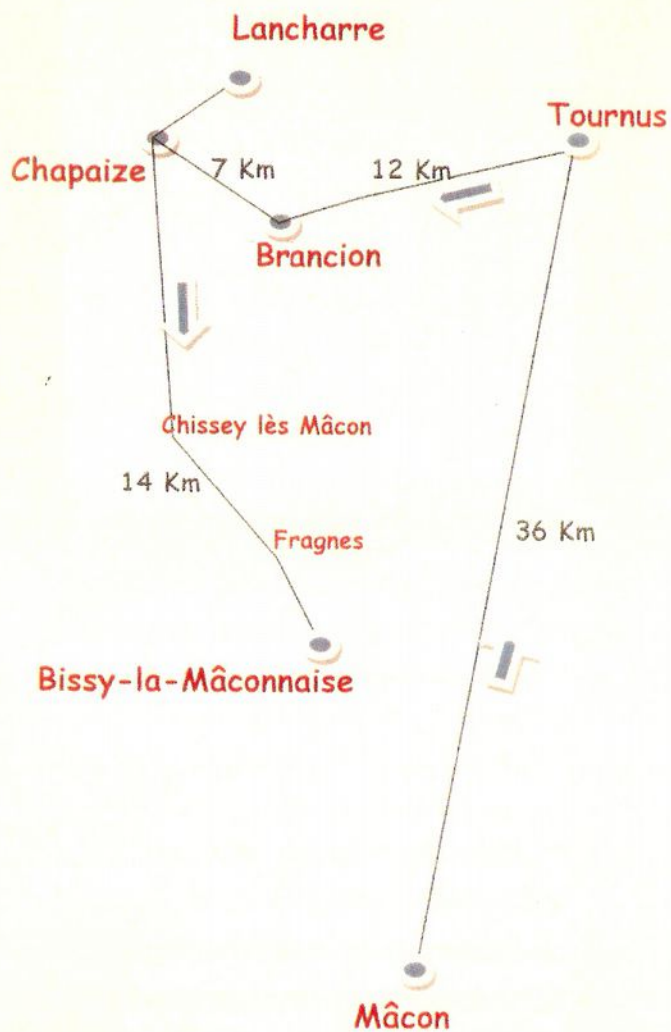 Lancharre
Tournus
Chapaize
7 Km
12 Km
Brancion
Chissey lès Mâcon
14 Km
Fragnes
36 Km
Bissy-la-Mâconnaise
Mâcon